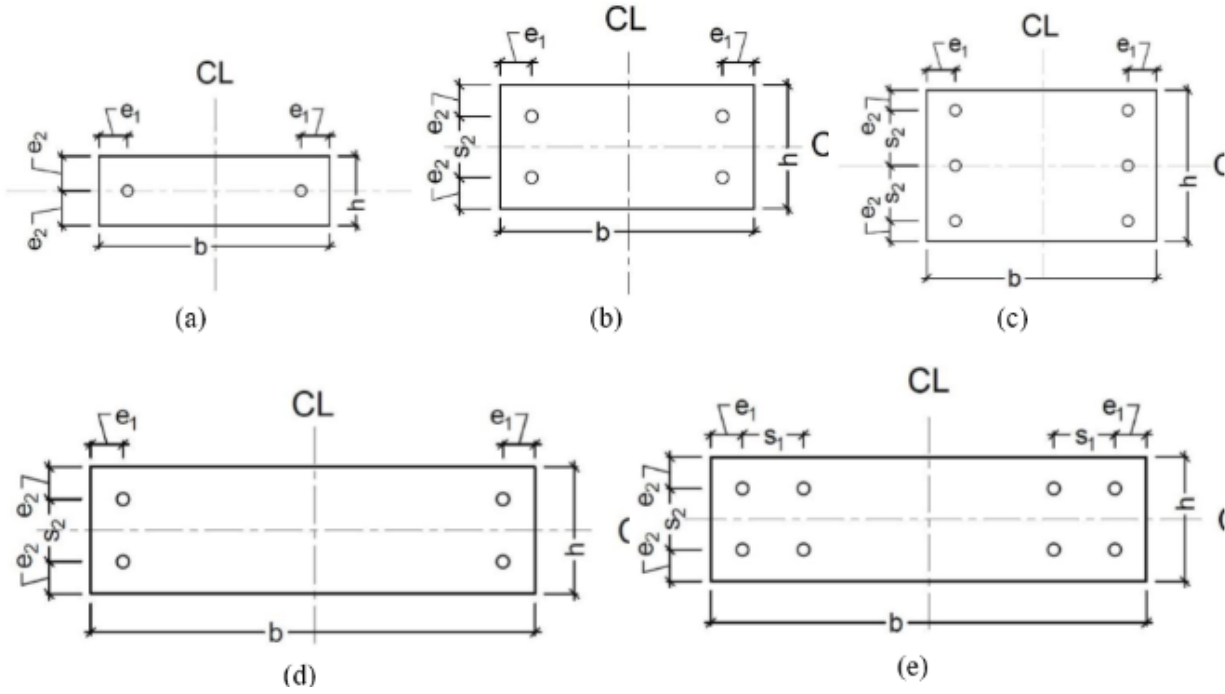 CL
e₁ e₁
e₂
e₂
h
b
(a)
CL
e₁ e₁
e₂
s₂
e₂
h
C
b
(b)
CL
e₁ e₁
e₂
s₂
s₂
e₂
h
C
b
(c)
CL
e₁ e₁
e₂
s₂
e₂
h
C
b
(d)
CL
e₁ s₁ s₁ e₁
e₂
s₂
e₂
h
C
b
(e)